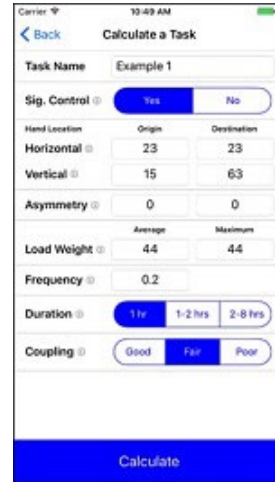 Carrier 10:49 AM
Back Calculate a Task
Task Name Example 1
Sig. Control Yes No
Hand Location Origin Destination
Horizontal 23 23
Vertical 15 63
Asymmetry 0 0
Average Maximum
Load Weight 44 44
Frequency 0.2
Duration 1 hr 1-2 hrs 2-8 hrs
Coupling Good Fair Poor
Calculate